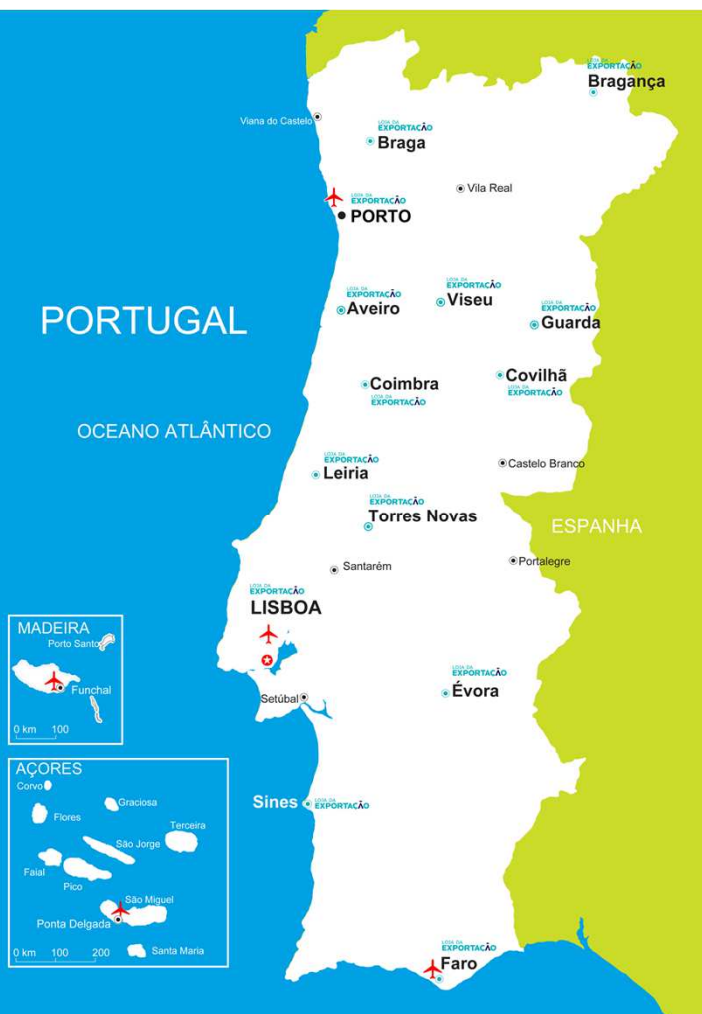 LOJA DA
EXPORTAÇÃO
Bragança
Viana do Castelo
LOJA DA
EXPORTAÇÃO
Braga
Vila Real
LOJA DA
EXPORTAÇÃO
PORTO
LOJA DA
EXPORTAÇÃO
Aveiro
LOJA DA
EXPORTAÇÃO
Viseu
LOJA DA
EXPORTAÇÃO
Guarda
PORTUGAL
Coimbra
LOJA DA
EXPORTAÇÃO
Covilhã
LOJA DA
EXPORTAÇÃO
OCEANO ATLÂNTICO
LOJA DA
EXPORTAÇÃO
Leiria
Castelo Branco
LOJA DA
EXPORTAÇÃO
Torres Novas
ESPANHA
Santarém
Portalegre
LOJA DA
EXPORTAÇÃO
LISBOA
MADEIRA
Porto Santo
Funchal
0 km 100
Setúbal
LOJA DA
EXPORTAÇÃO
Évora
AÇORES
Corvo
Flores
Graciosa
Terceira
São Jorge
Faial
Pico
São Miguel
Ponta Delgada
Santa Maria
0 km 100 200
Sines
LOJA DA
EXPORTAÇÃO
LOJA DA
EXPORTAÇÃO
Faro